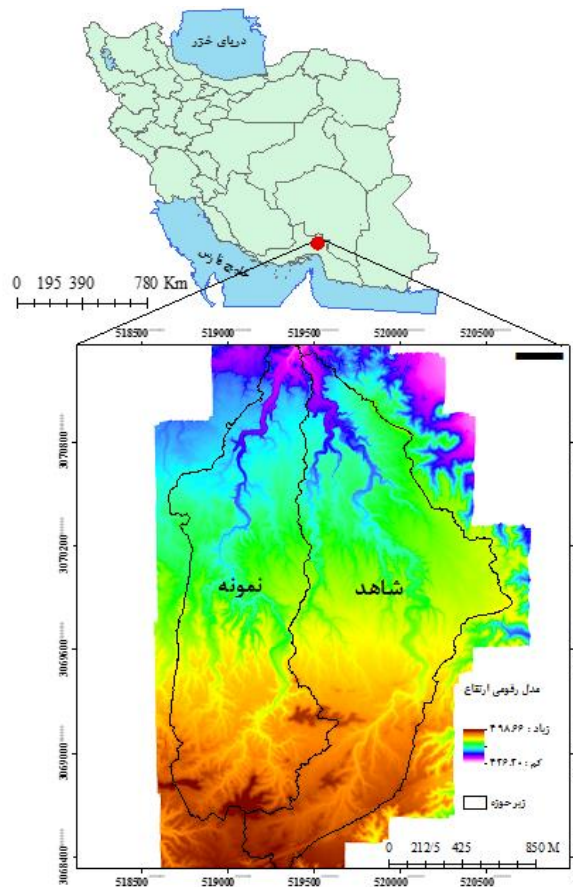 دریای خزر
خلیج فارس
0 195 390 780 Km
518500 519000 519500 520000 520500
3070800
3070200
3069600
3069000
3068400
نمونه
شاهد
مدل رقومی ارتفاع
زیاد : ۴۹۸.۶۶
کم : ۴۲۶.۲۰
زیرحوزه
0 212/5 425 850 M
518500 519000 519500 520000 520500